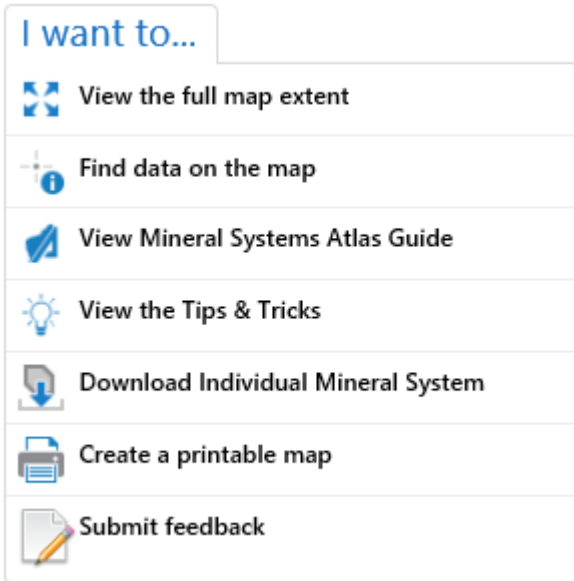 I want to...
View the full map extent
Find data on the map
View Mineral Systems Atlas Guide
View the Tips & Tricks
Download Individual Mineral System
Create a printable map
Submit feedback